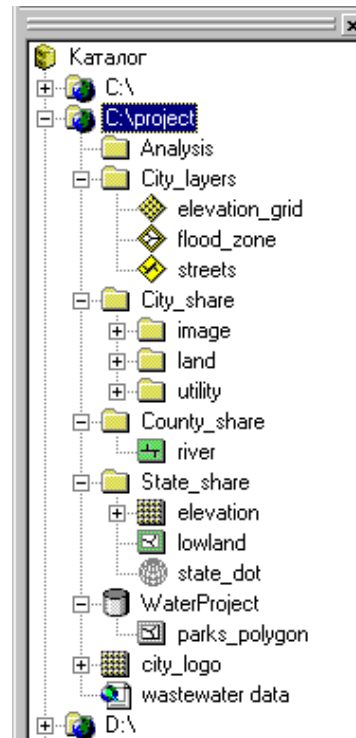 Каталог
C:\
C:\project
Analysis
City_layers
elevation_grid
flood_zone
streets
City_share
image
land
utility
County_share
river
State_share
elevation
lowland
state_dot
WaterProject
parks_polygon
city_logo
wastewater data
D:\